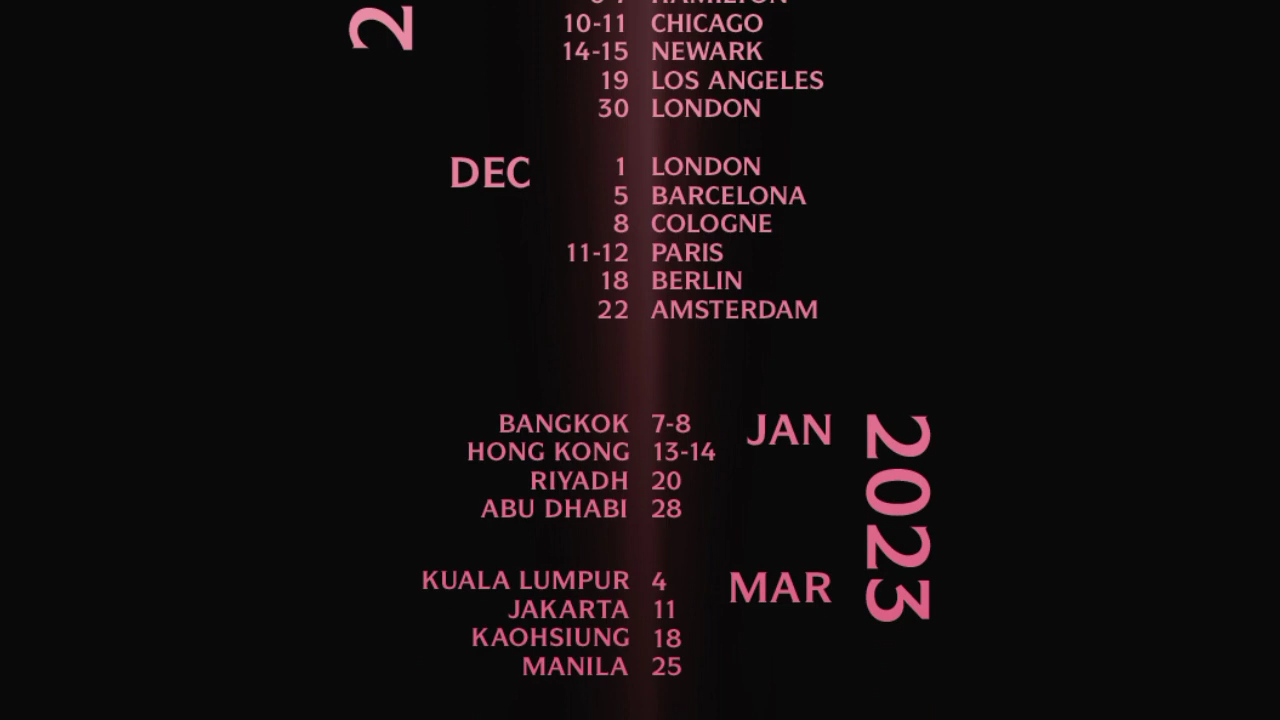 2
HAMILTON
10-11 CHICAGO
14-15 NEWARK
19 LOS ANGELES
30 LONDON
DEC 1 LONDON
5 BARCELONA
8 COLOGNE
11-12 PARIS
18 BERLIN
22 AMSTERDAM
BANGKOK 7-8 JAN 2023
HONG KONG 13-14
RIYADH 20
ABU DHABI 28
KUALA LUMPUR 4 MAR
JAKARTA 11
KAOHSIUNG 18
MANILA 25